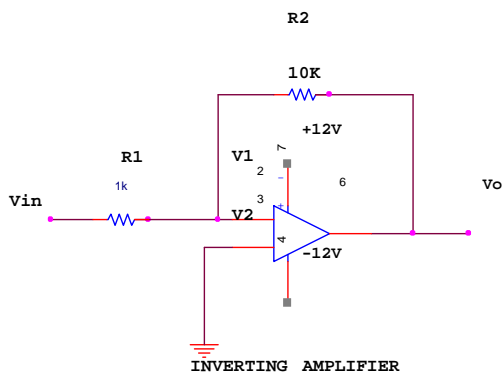 R2
10K
+12V
7
R1
V1
2
−
6
Vin
1k
3
+
Vo
V2
4
-12V
INVERTING AMPLIFIER